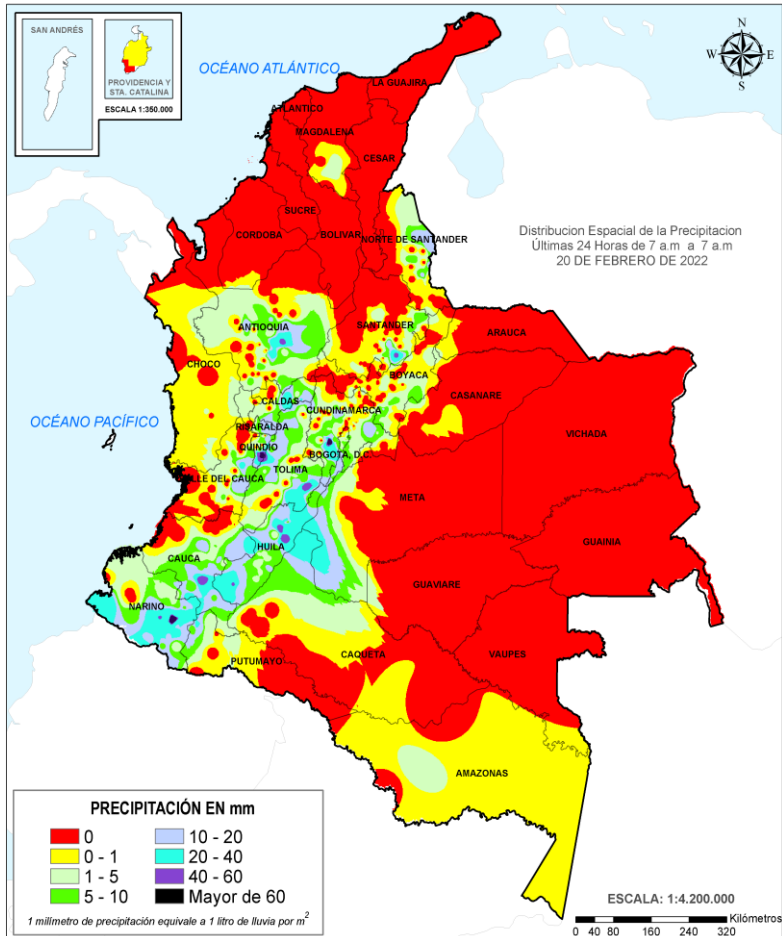 SAN ANDRÉS
PROVIDENCIA Y
STA. CATALINA
ESCALA 1:350.000
OCÉANO ATLÁNTICO
N
W
E
S
LA GUAJIRA
ATLANTICO
MAGDALENA
CESAR
SUCRE
CORDOBA
BOLIVAR
NORTE DE SANTANDER
Distribucion Espacial de la Precipitacion
Últimas 24 Horas de 7 a.m a 7 a.m
20 DE FEBRERO DE 2022
ANTIOQUIA
SANTANDER
ARAUCA
CHOCO
BOYACA
CASANARE
CALDAS
CUNDINAMARCA
OCÉANO PACÍFICO
RISARALDA
VICHADA
QUINDIO
BOGOTA, D.C.
TOLIMA
VALLE DEL CAUCA
META
GUAINIA
HUILA
CAUCA
GUAVIARE
NARINO
CAQUETA
VAUPES
PUTUMAYO
AMAZONAS
PRECIPITACIÓN EN mm
0
10 - 20
0 - 1
20 - 40
1 - 5
40 - 60
5 - 10
Mayor de 60
1 milímetro de precipitación equivale a 1 litro de lluvia por m²
ESCALA: 1:4.200.000
Kilómetros
0 40 80 160 240 320